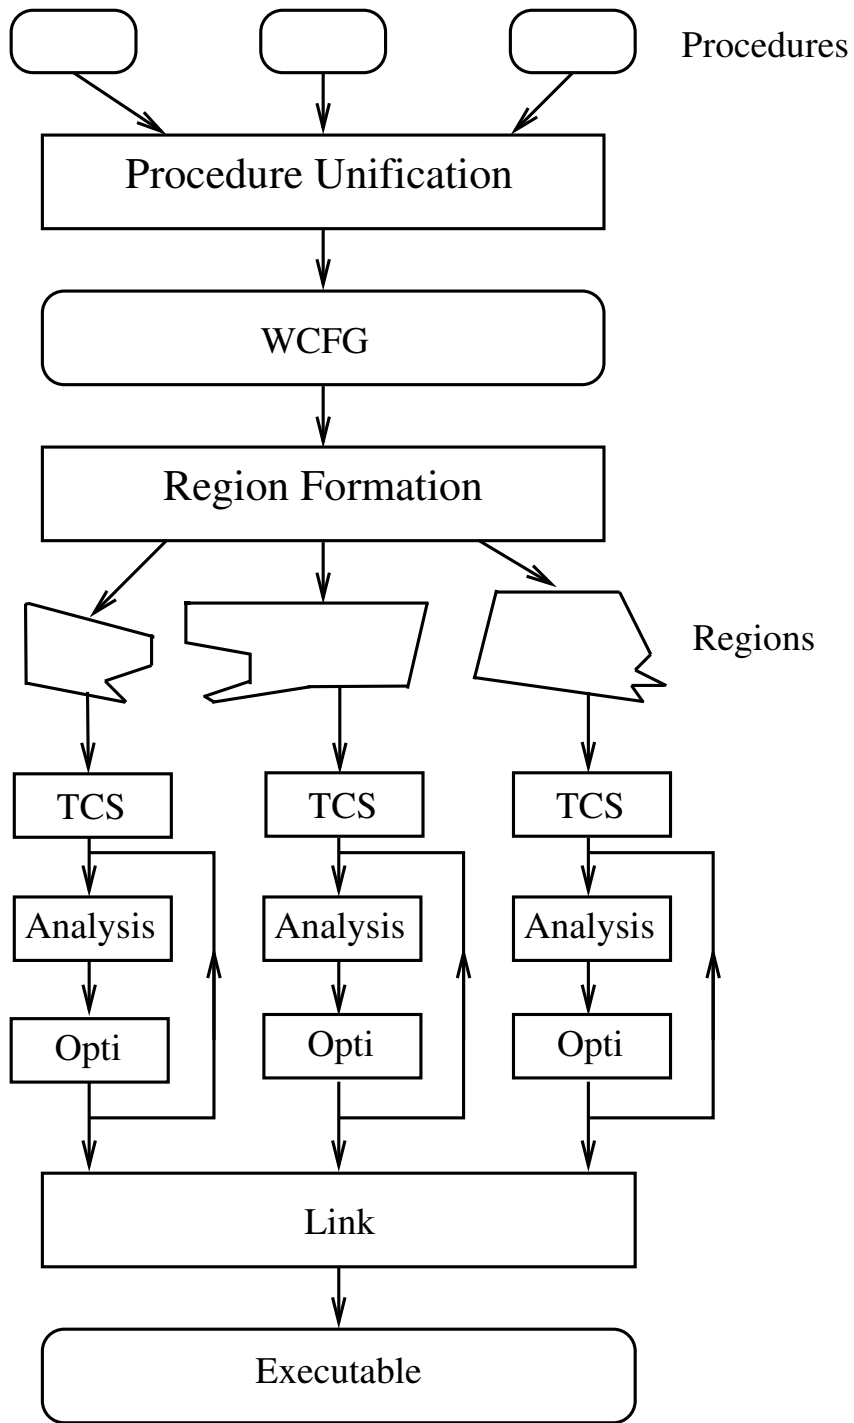 Procedures
Procedure Unification
WCFG
Region Formation
Regions
TCS
TCS
TCS
Analysis
Analysis
Analysis
Opti
Opti
Opti
Link
Executable